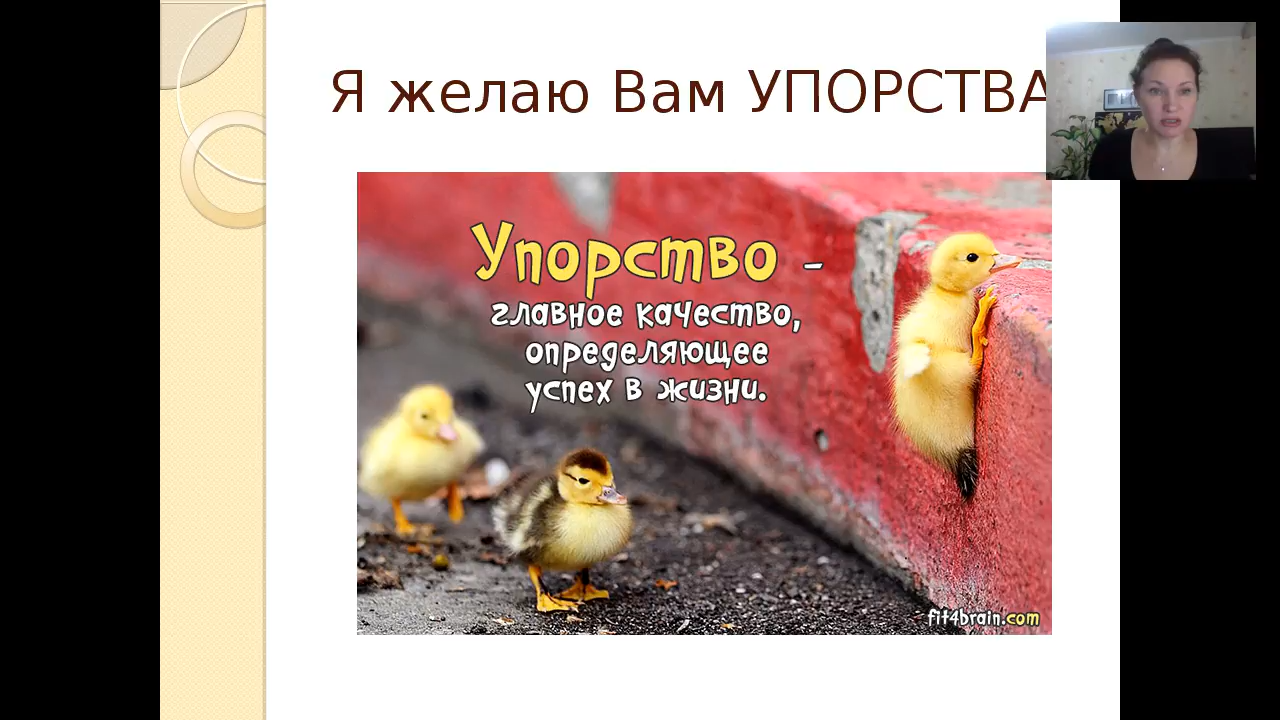 Я желаю Вам УПОРСТВА
Упорство –
главное качество,
определяющее
успех в жизни.
fit4brain.com